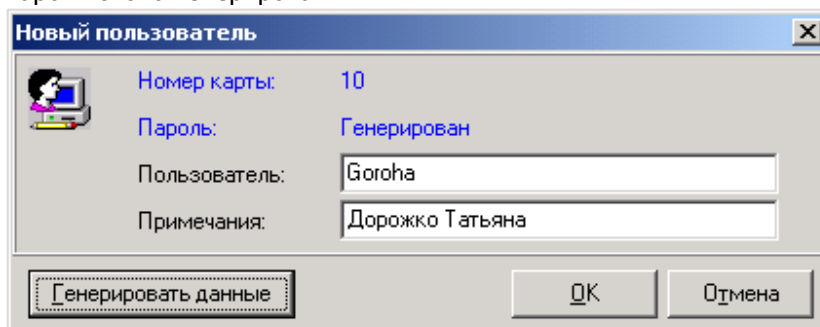 Новый пользователь
Номер карты: 10
Пароль: Генерирован
Пользователь: Goroha
Примечания: Дорожко Татьяна
Генерировать данные OK Отмена